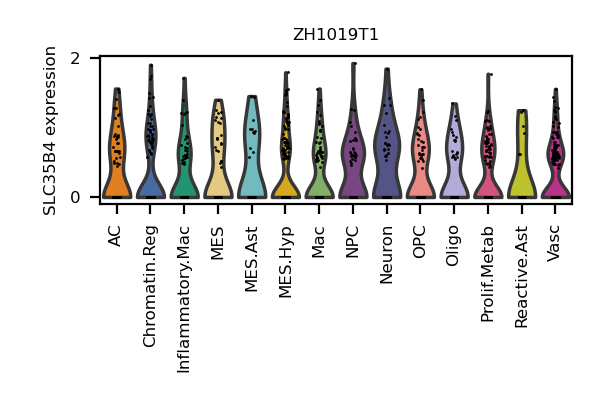 ZH1019T1
SLC35B4 expression
2
0
AC
Chromatin.Reg
Inflammatory.Mac
MES
MES.Ast
MES.Hyp
Mac
NPC
Neuron
OPC
Oligo
Prolif.Metab
Reactive.Ast
Vasc